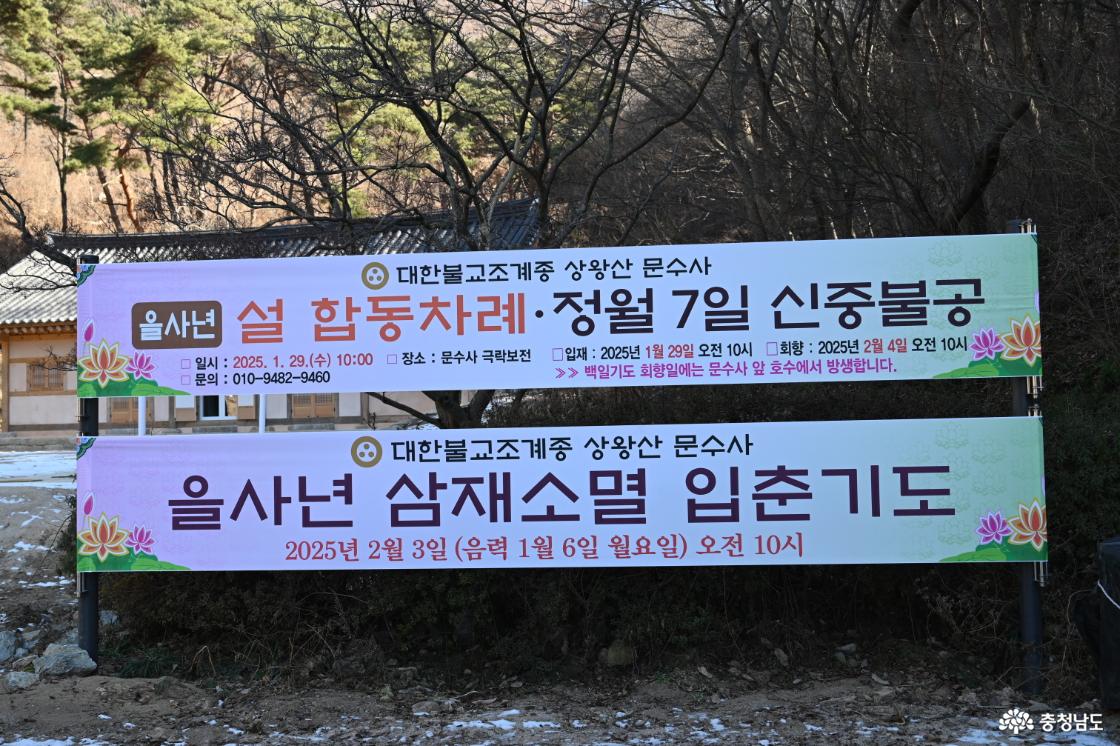 대한불교조계종 상왕산 문수사
을사년 설 합동차례·정월 7일 신중불공
□ 일시 : 2025. 1. 29.(수) 10:00 □ 장소 : 문수사 극락보전
□ 문의 : 010-9482-9460
□입재 : 2025년 1월 29일 오전 10시 □회향 : 2025년 2월 4일 오전 10시
>> 백일기도 회향일에는 문수사 앞 호수에서 방생합니다.
대한불교조계종 상왕산 문수사
을사년 삼재소멸 입춘기도
2025년 2월 3일 (음력 1월 6일 월요일) 오전 10시
충청남도